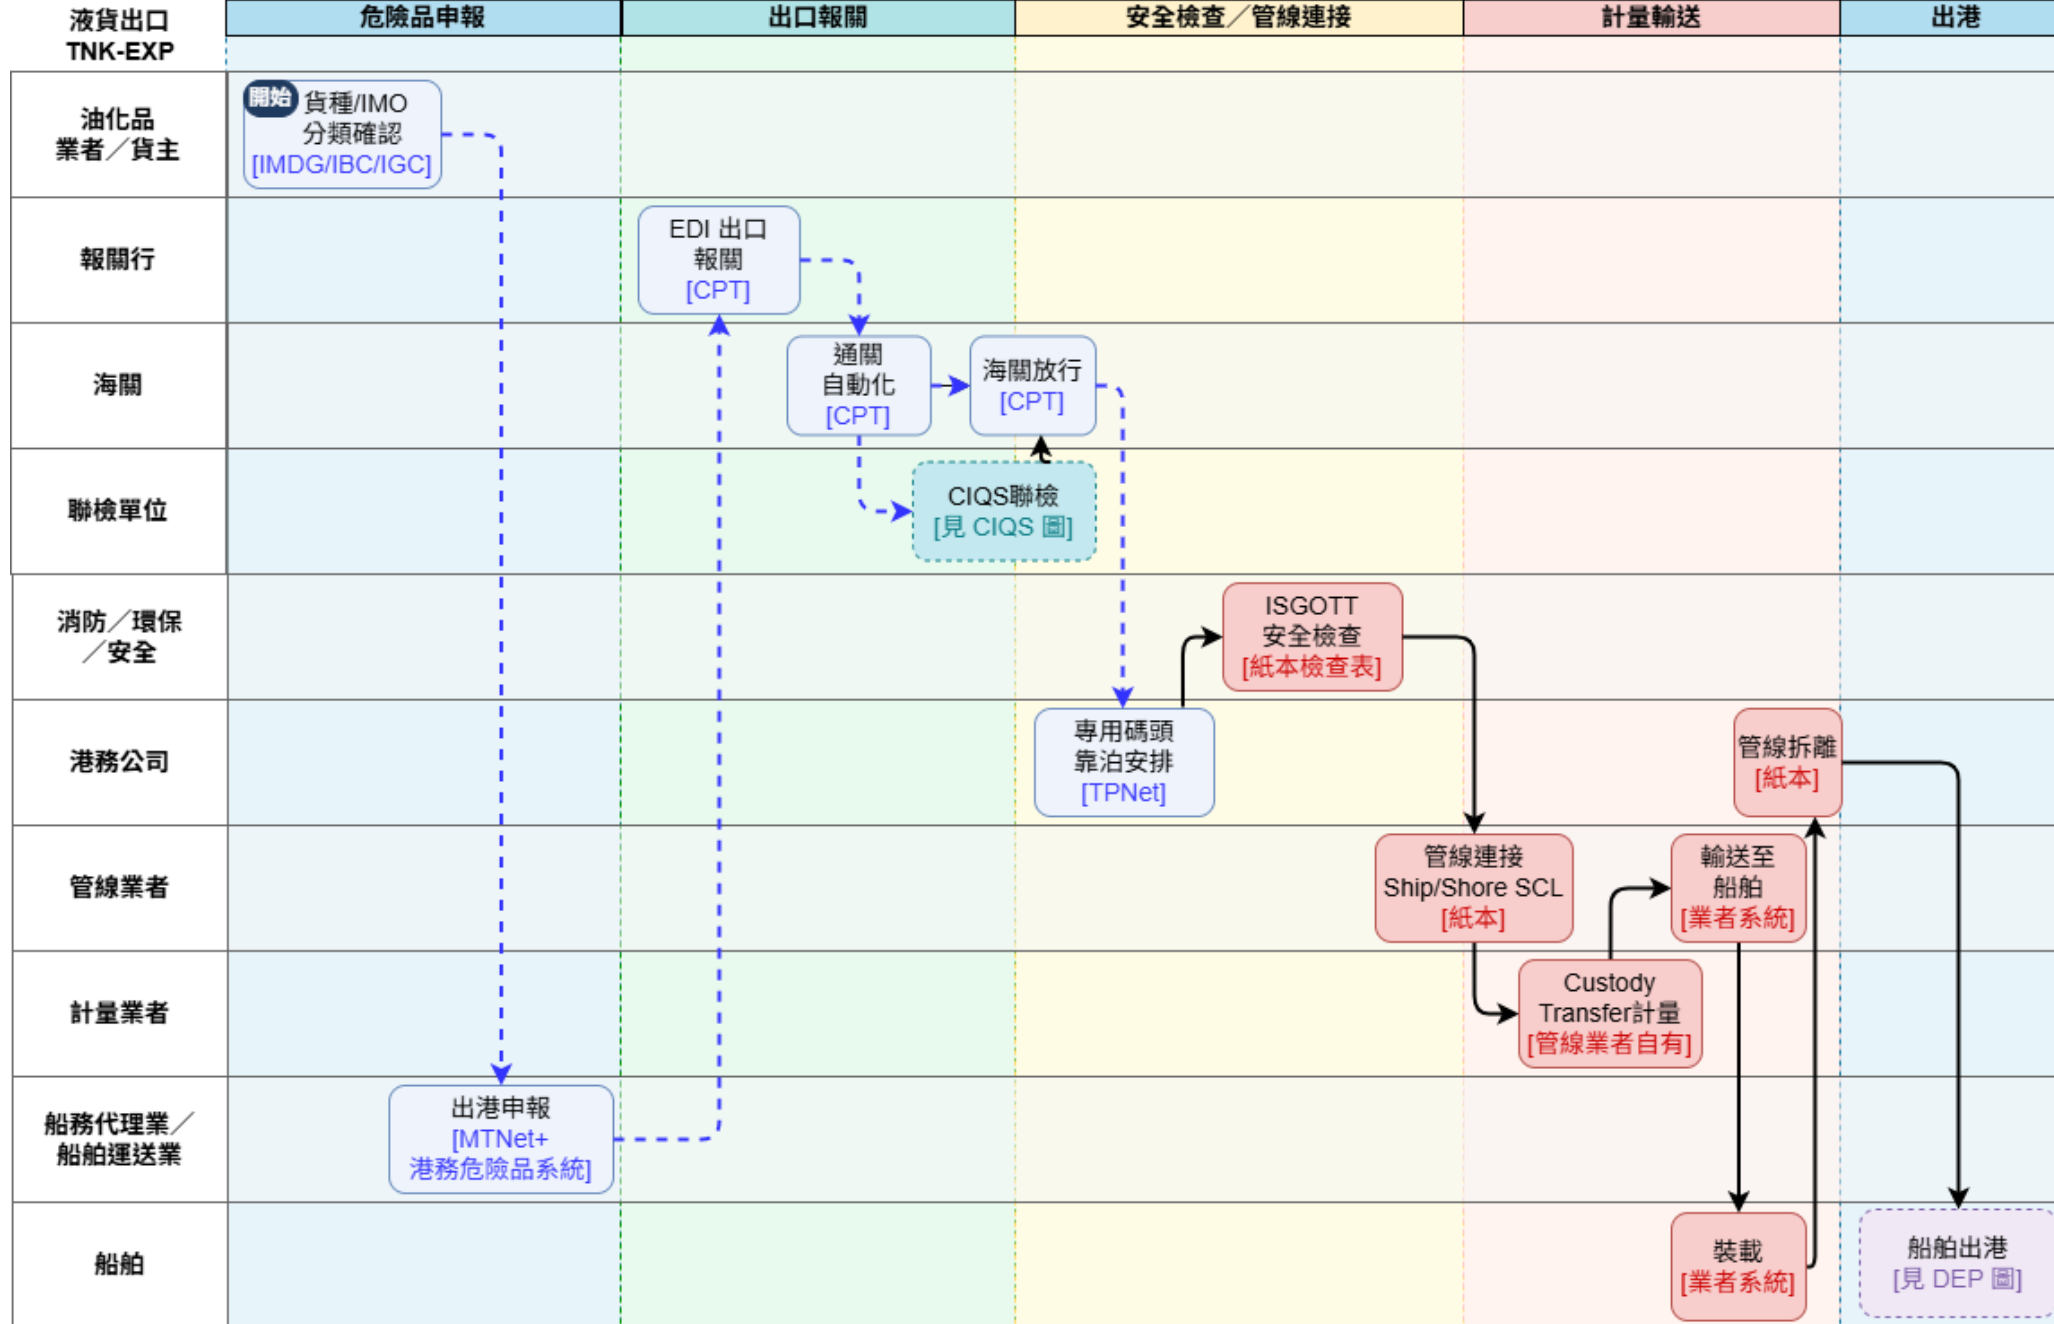 液貨出口
TNK-EXP
危險品申報
出口報關
安全檢查／管線連接
計量輸送
出港
油化品
業者／貨主
開始
貨種/IMO
分類確認
[IMDG/IBC/IGC]
報關行
EDI 出口
報關
[CPT]
海關
通關
自動化
[CPT]
海關放行
[CPT]
聯檢單位
CIQS聯檢
[見 CIQS 圖]
消防／環保
／安全
ISGOTT
安全檢查
[紙本檢查表]
港務公司
專用碼頭
靠泊安排
[TPNet]
管線拆離
[紙本]
管線業者
管線連接
Ship/Shore SCL
[紙本]
輸送至
船舶
[業者系統]
計量業者
Custody
Transfer計量
[管線業者自有]
船務代理業／
船舶運送業
出港申報
[MTNet+
港務危險品系統]
船舶
裝載
[業者系統]
船舶出港
[見 DEP 圖]